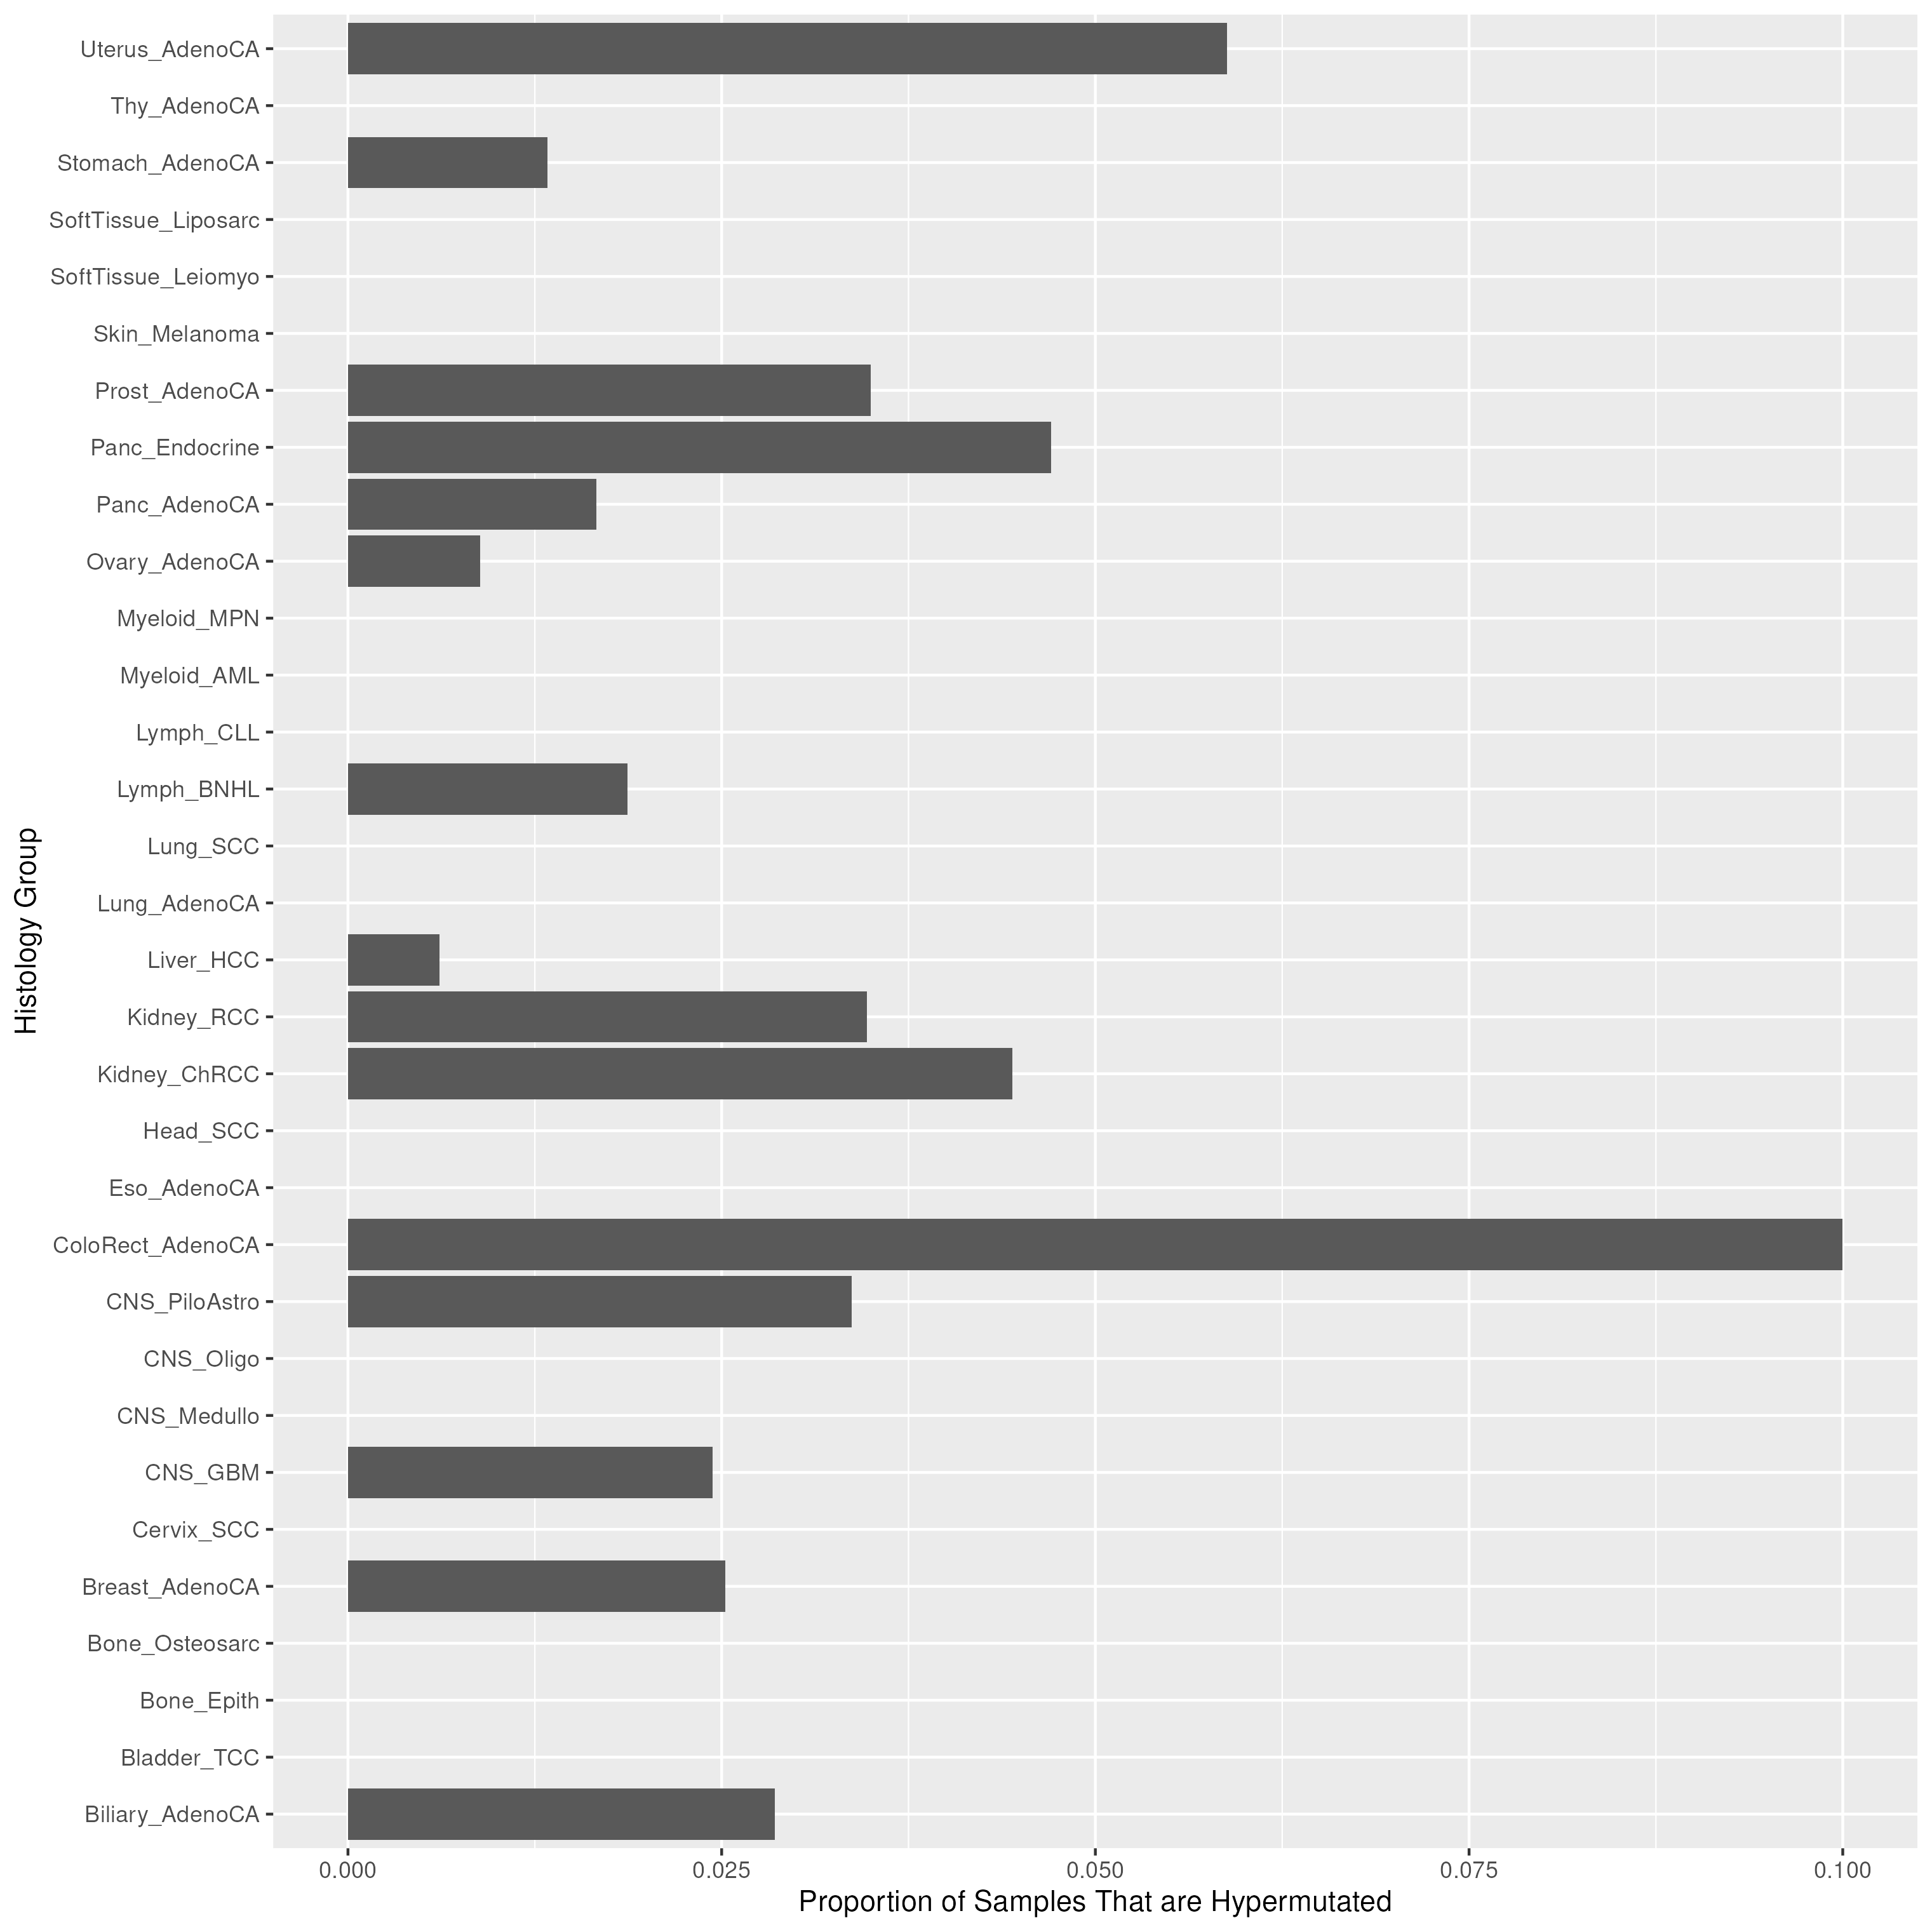 Uterus_AdenoCA
Thy_AdenoCA
Stomach_AdenoCA
SoftTissue_Liposarc
SoftTissue_Leiomyo
Skin_Melanoma
Prost_AdenoCA
Panc_Endocrine
Panc_AdenoCA
Ovary_AdenoCA
Myeloid_MPN
Myeloid_AML
Lymph_CLL
Lymph_BNHL
Lung_SCC
Lung_AdenoCA
Liver_HCC
Kidney_RCC
Kidney_ChRCC
Head_SCC
Eso_AdenoCA
ColoRect_AdenoCA
CNS_PiloAstro
CNS_Oligo
CNS_Medullo
CNS_GBM
Cervix_SCC
Breast_AdenoCA
Bone_Osteosarc
Bone_Epith
Bladder_TCC
Biliary_AdenoCA
Histology Group
0.000 0.025 0.050 0.075 0.100
Proportion of Samples That are Hypermutated